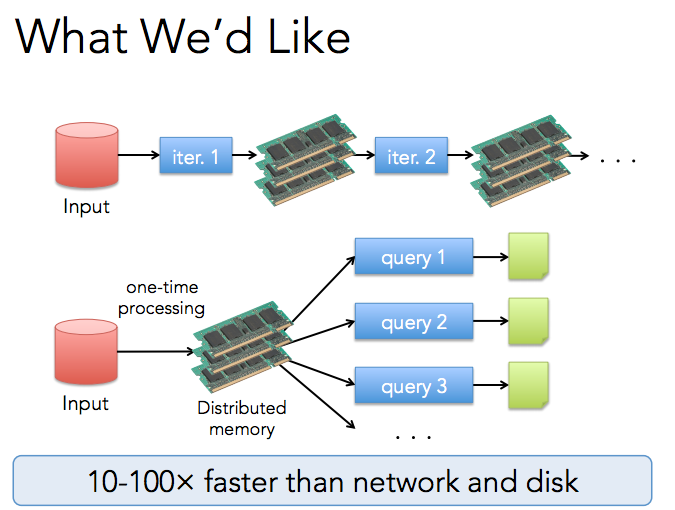 What We’d Like
iter. 1
iter. 2
. . .
Input
one-time
processing
query 1
query 2
query 3
Input
Distributed
memory
. . .
10-100× faster than network and disk